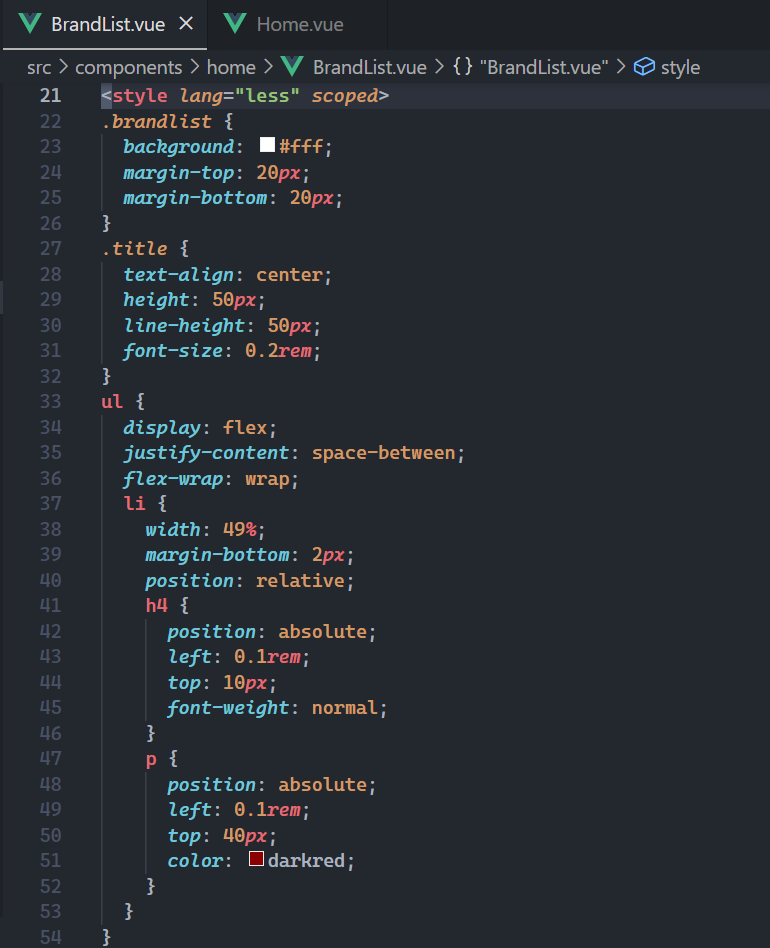 BrandList.vue × Home.vue
src > components > home > BrandList.vue > {} "BrandList.vue" > style
21 <style lang="less" scoped>
22 .brandlist {
23 background: #fff;
24 margin-top: 20px;
25 margin-bottom: 20px;
26 }
27 .title {
28 text-align: center;
29 height: 50px;
30 line-height: 50px;
31 font-size: 0.2rem;
32 }
33 ul {
34 display: flex;
35 justify-content: space-between;
36 flex-wrap: wrap;
37 li {
38 width: 49%;
39 margin-bottom: 2px;
40 position: relative;
41 h4 {
42 position: absolute;
43 left: 0.1rem;
44 top: 10px;
45 font-weight: normal;
46 }
47 p {
48 position: absolute;
49 left: 0.1rem;
50 top: 40px;
51 color: darkred;
52 }
53 }
54 }